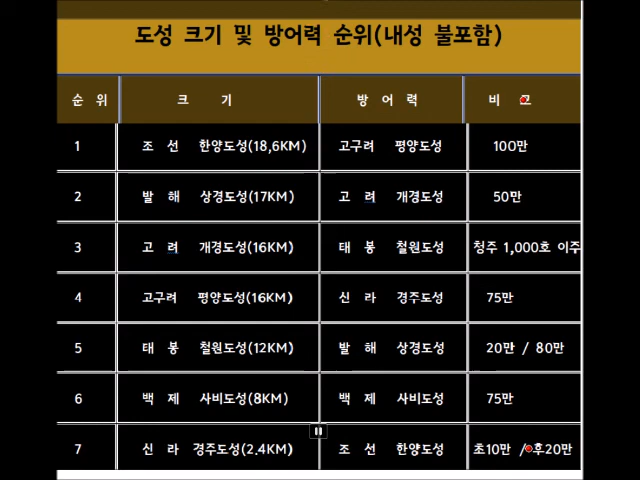 도성 크기 및 방어력 순위(내성 불포함)
순 위 크 기 방 어 력 비 고
1 조 선 한양도성(18,6KM) 고구려 평양도성 100만
2 발 해 상경도성(17KM) 고 려 개경도성 50만
3 고 려 개경도성(16KM) 태 봉 철원도성 청주 1,000호 이주
4 고구려 평양도성(16KM) 신 라 경주도성 75만
5 태 봉 철원도성(12KM) 발 해 상경도성 20만 / 80만
6 백 제 사비도성(8KM) 백 제 사비도성 75만
7 신 라 경주도성(2.4KM) 조 선 한양도성 초10만 / 후20만